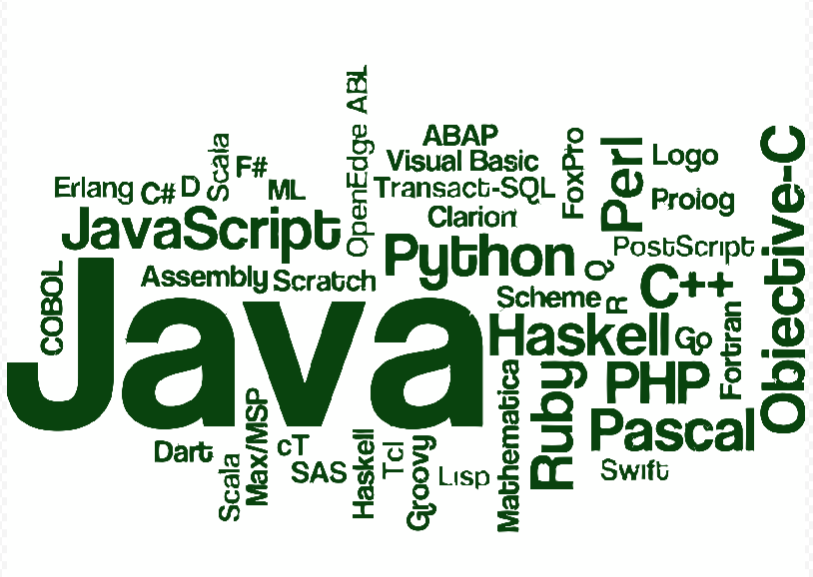 OpenEdge ABL
ABAP
Visual Basic
Transact-SQL
Clarion
FoxPro
Perl
Logo
Prolog
Objective-C
Scala
F#
ML
Erlang
C#
D
JavaScript
Python
Q
PostScript
C++
COBOL
Assembly
Scratch
Scheme
R
Java
Haskell
Go
Fortran
PHP
Ruby
Pascal
Mathematica
Swift
Dart
Scala
Max/MSP
cT
SAS
Haskell
Tcl
Groovy
Lisp